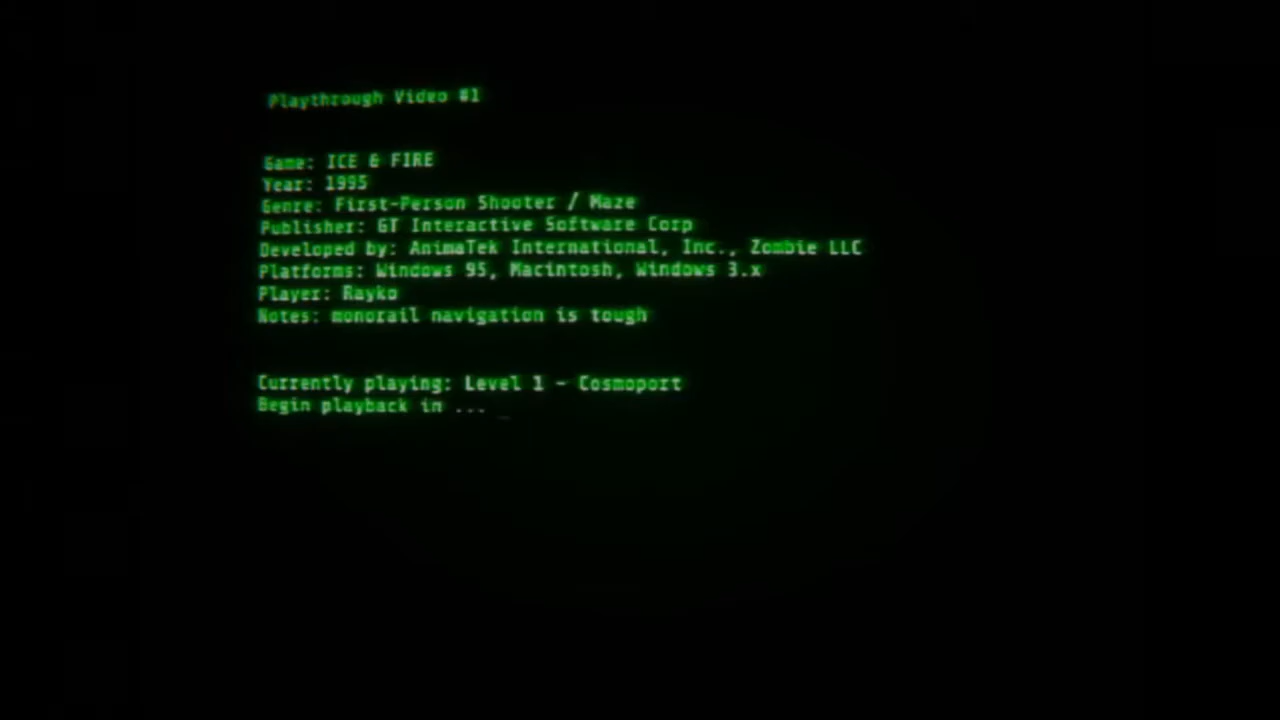 Playthrough Video #1
Game: ICE & FIRE
Year: 1995
Genre: First-Person Shooter / Maze
Publisher: GT Interactive Software Corp
Developed by: AnimaTek International, Inc., Zombie LLC
Platforms: Windows 95, Macintosh, Windows 3.x
Player: Rayko
Notes: monorail navigation is tough
Currently playing: Level 1 - Cosmoport
Begin playback in ... _